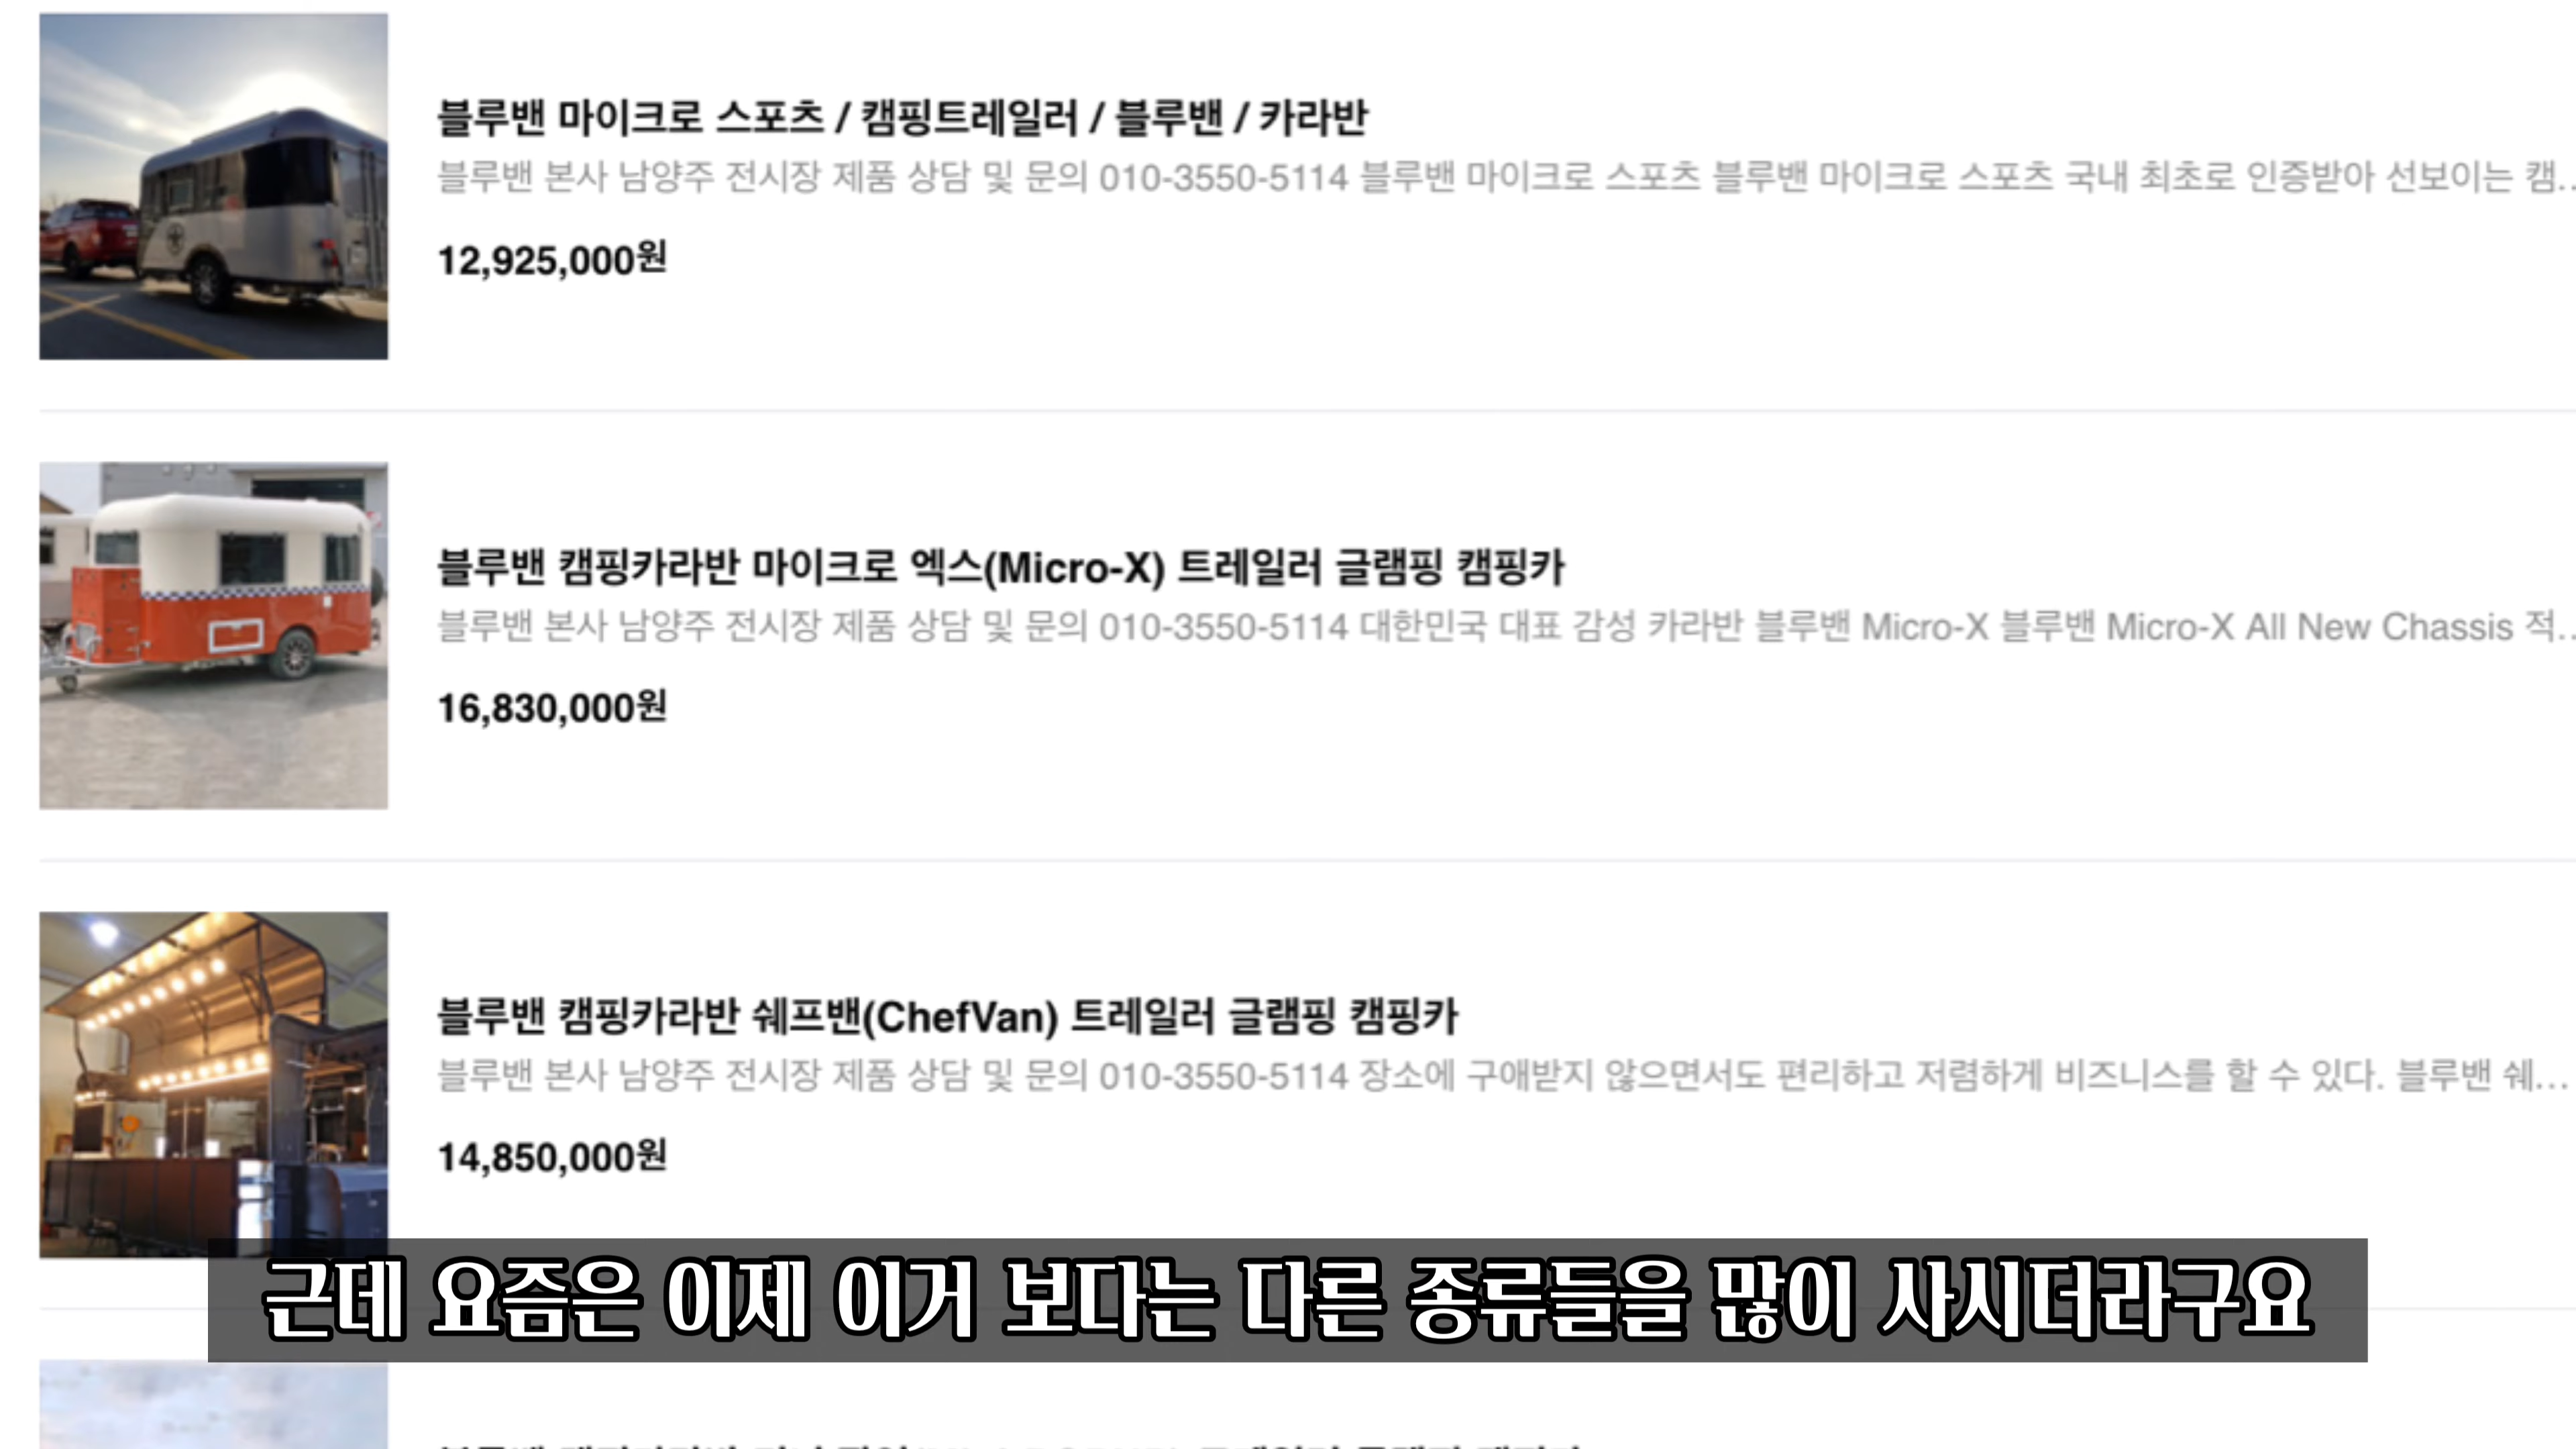 블루밴 마이크로 스포츠 / 캠핑트레일러 / 블루밴 / 카라반
블루밴 본사 남양주 전시장 제품 상담 및 문의 010-3550-5114 블루밴 마이크로 스포츠 블루밴 마이크로 스포츠 국내 최초로 인증받아 선보이는 캠..
12,925,000원
블루밴 캠핑카라반 마이크로 엑스(Micro-X) 트레일러 글램핑 캠핑카
블루밴 본사 남양주 전시장 제품 상담 및 문의 010-3550-5114 대한민국 대표 감성 카라반 블루밴 Micro-X 블루밴 Micro-X All New Chassis 적..
16,830,000원
블루밴 캠핑카라반 쉐프밴(ChefVan) 트레일러 글램핑 캠핑카
블루밴 본사 남양주 전시장 제품 상담 및 문의 010-3550-5114 장소에 구애받지 않으면서도 편리하고 저렴하게 비즈니스를 할 수 있다. 블루밴 쉐...
14,850,000원
근데 요즘은 이제 이거 보다는 다른 종류들을 많이 사시더라구요